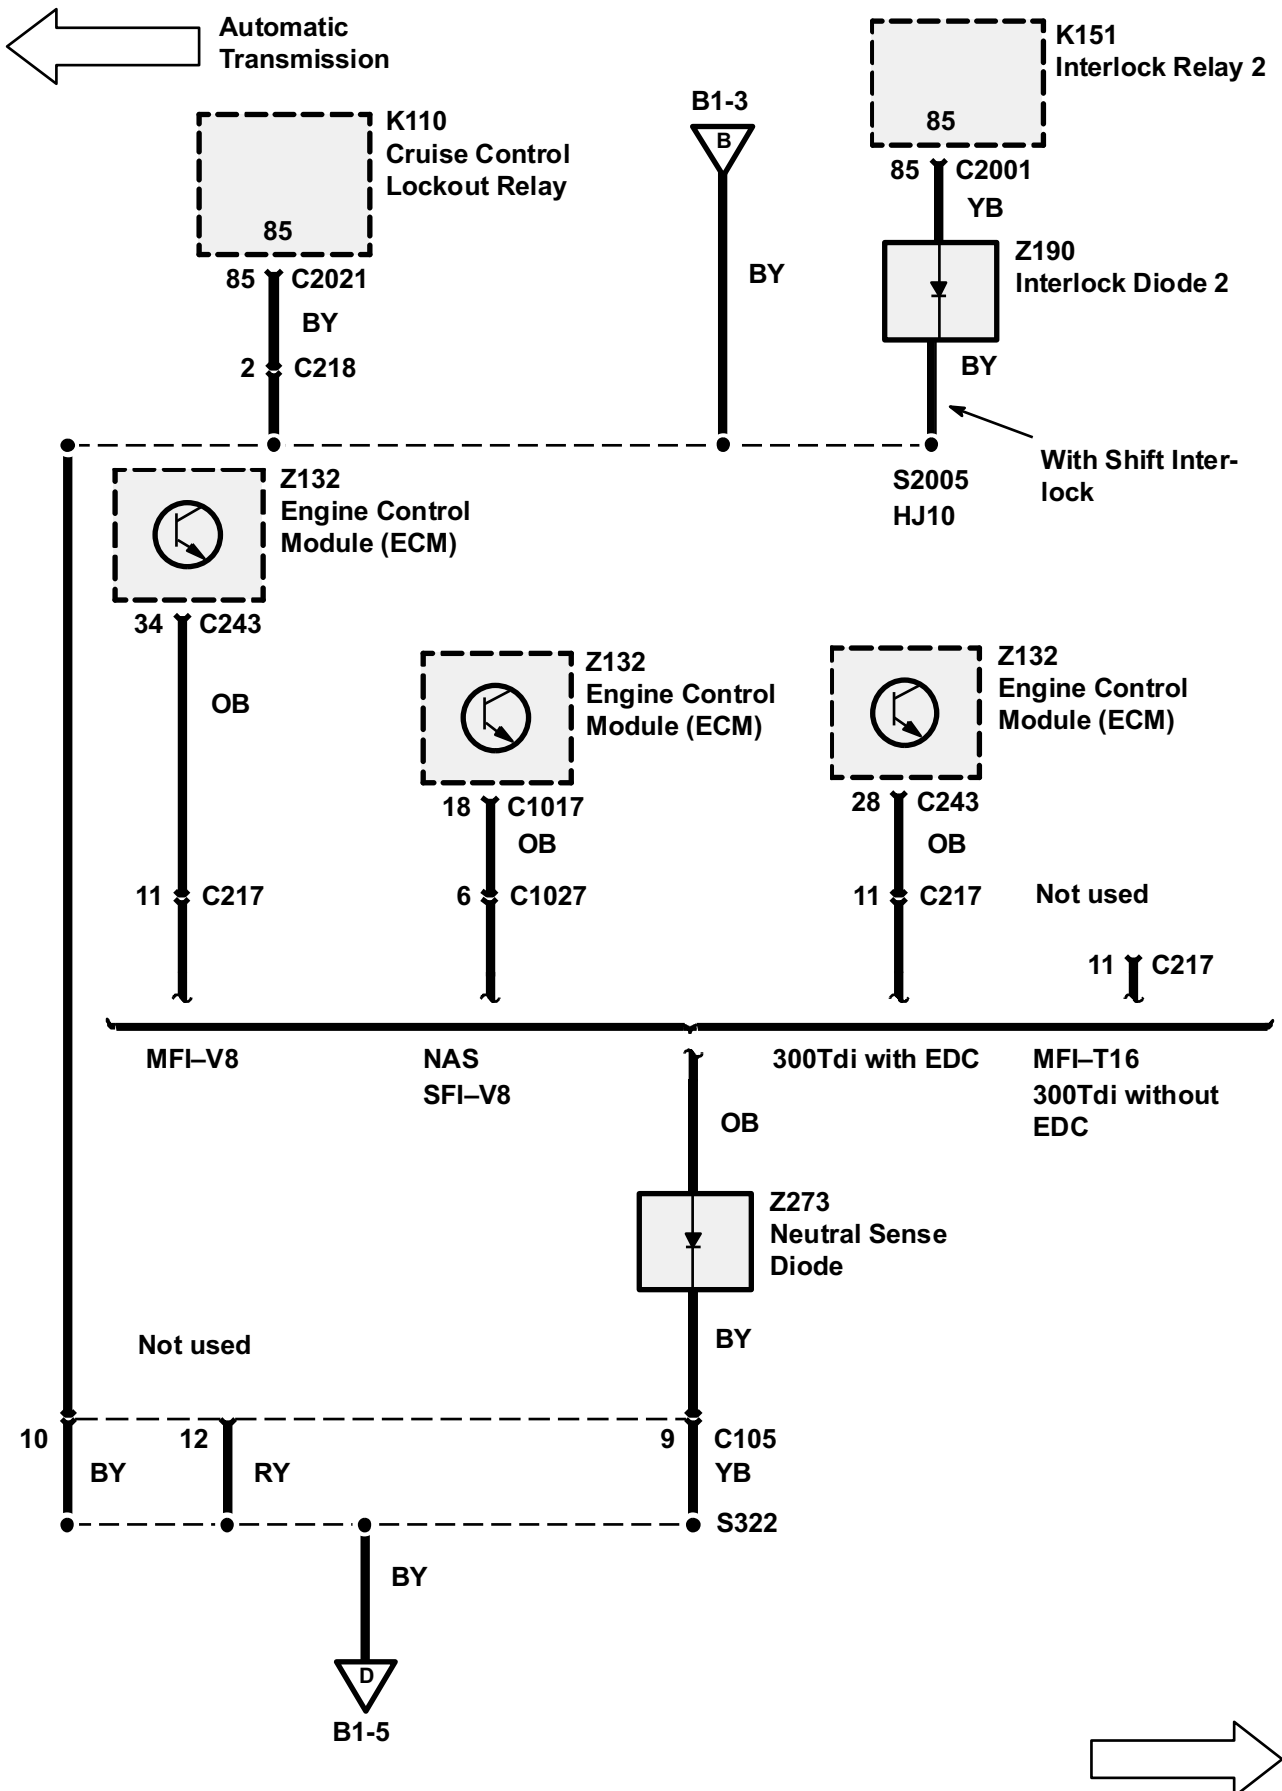 Automatic
Transmission
K151
Interlock Relay 2
85
B1-3
B
K110
Cruise Control
Lockout Relay
85
85 C2001
YB
Z190
Interlock Diode 2
85 C2021
BY
BY
2 C218
BY
With Shift Inter-
lock
S2005
HJ10
Z132
Engine Control
Module (ECM)
34 C243
OB
Z132
Engine Control
Module (ECM)
Z132
Engine Control
Module (ECM)
18 C1017
OB
28 C243
OB
11 C217
6 C1027
11 C217
Not used
11 C217
MFI–V8
NAS
SFI–V8
300Tdi with EDC
MFI–T16
300Tdi without
EDC
OB
Z273
Neutral Sense
Diode
BY
Not used
10
12
9 C105
BY
RY
YB
S322
BY
D
B1-5